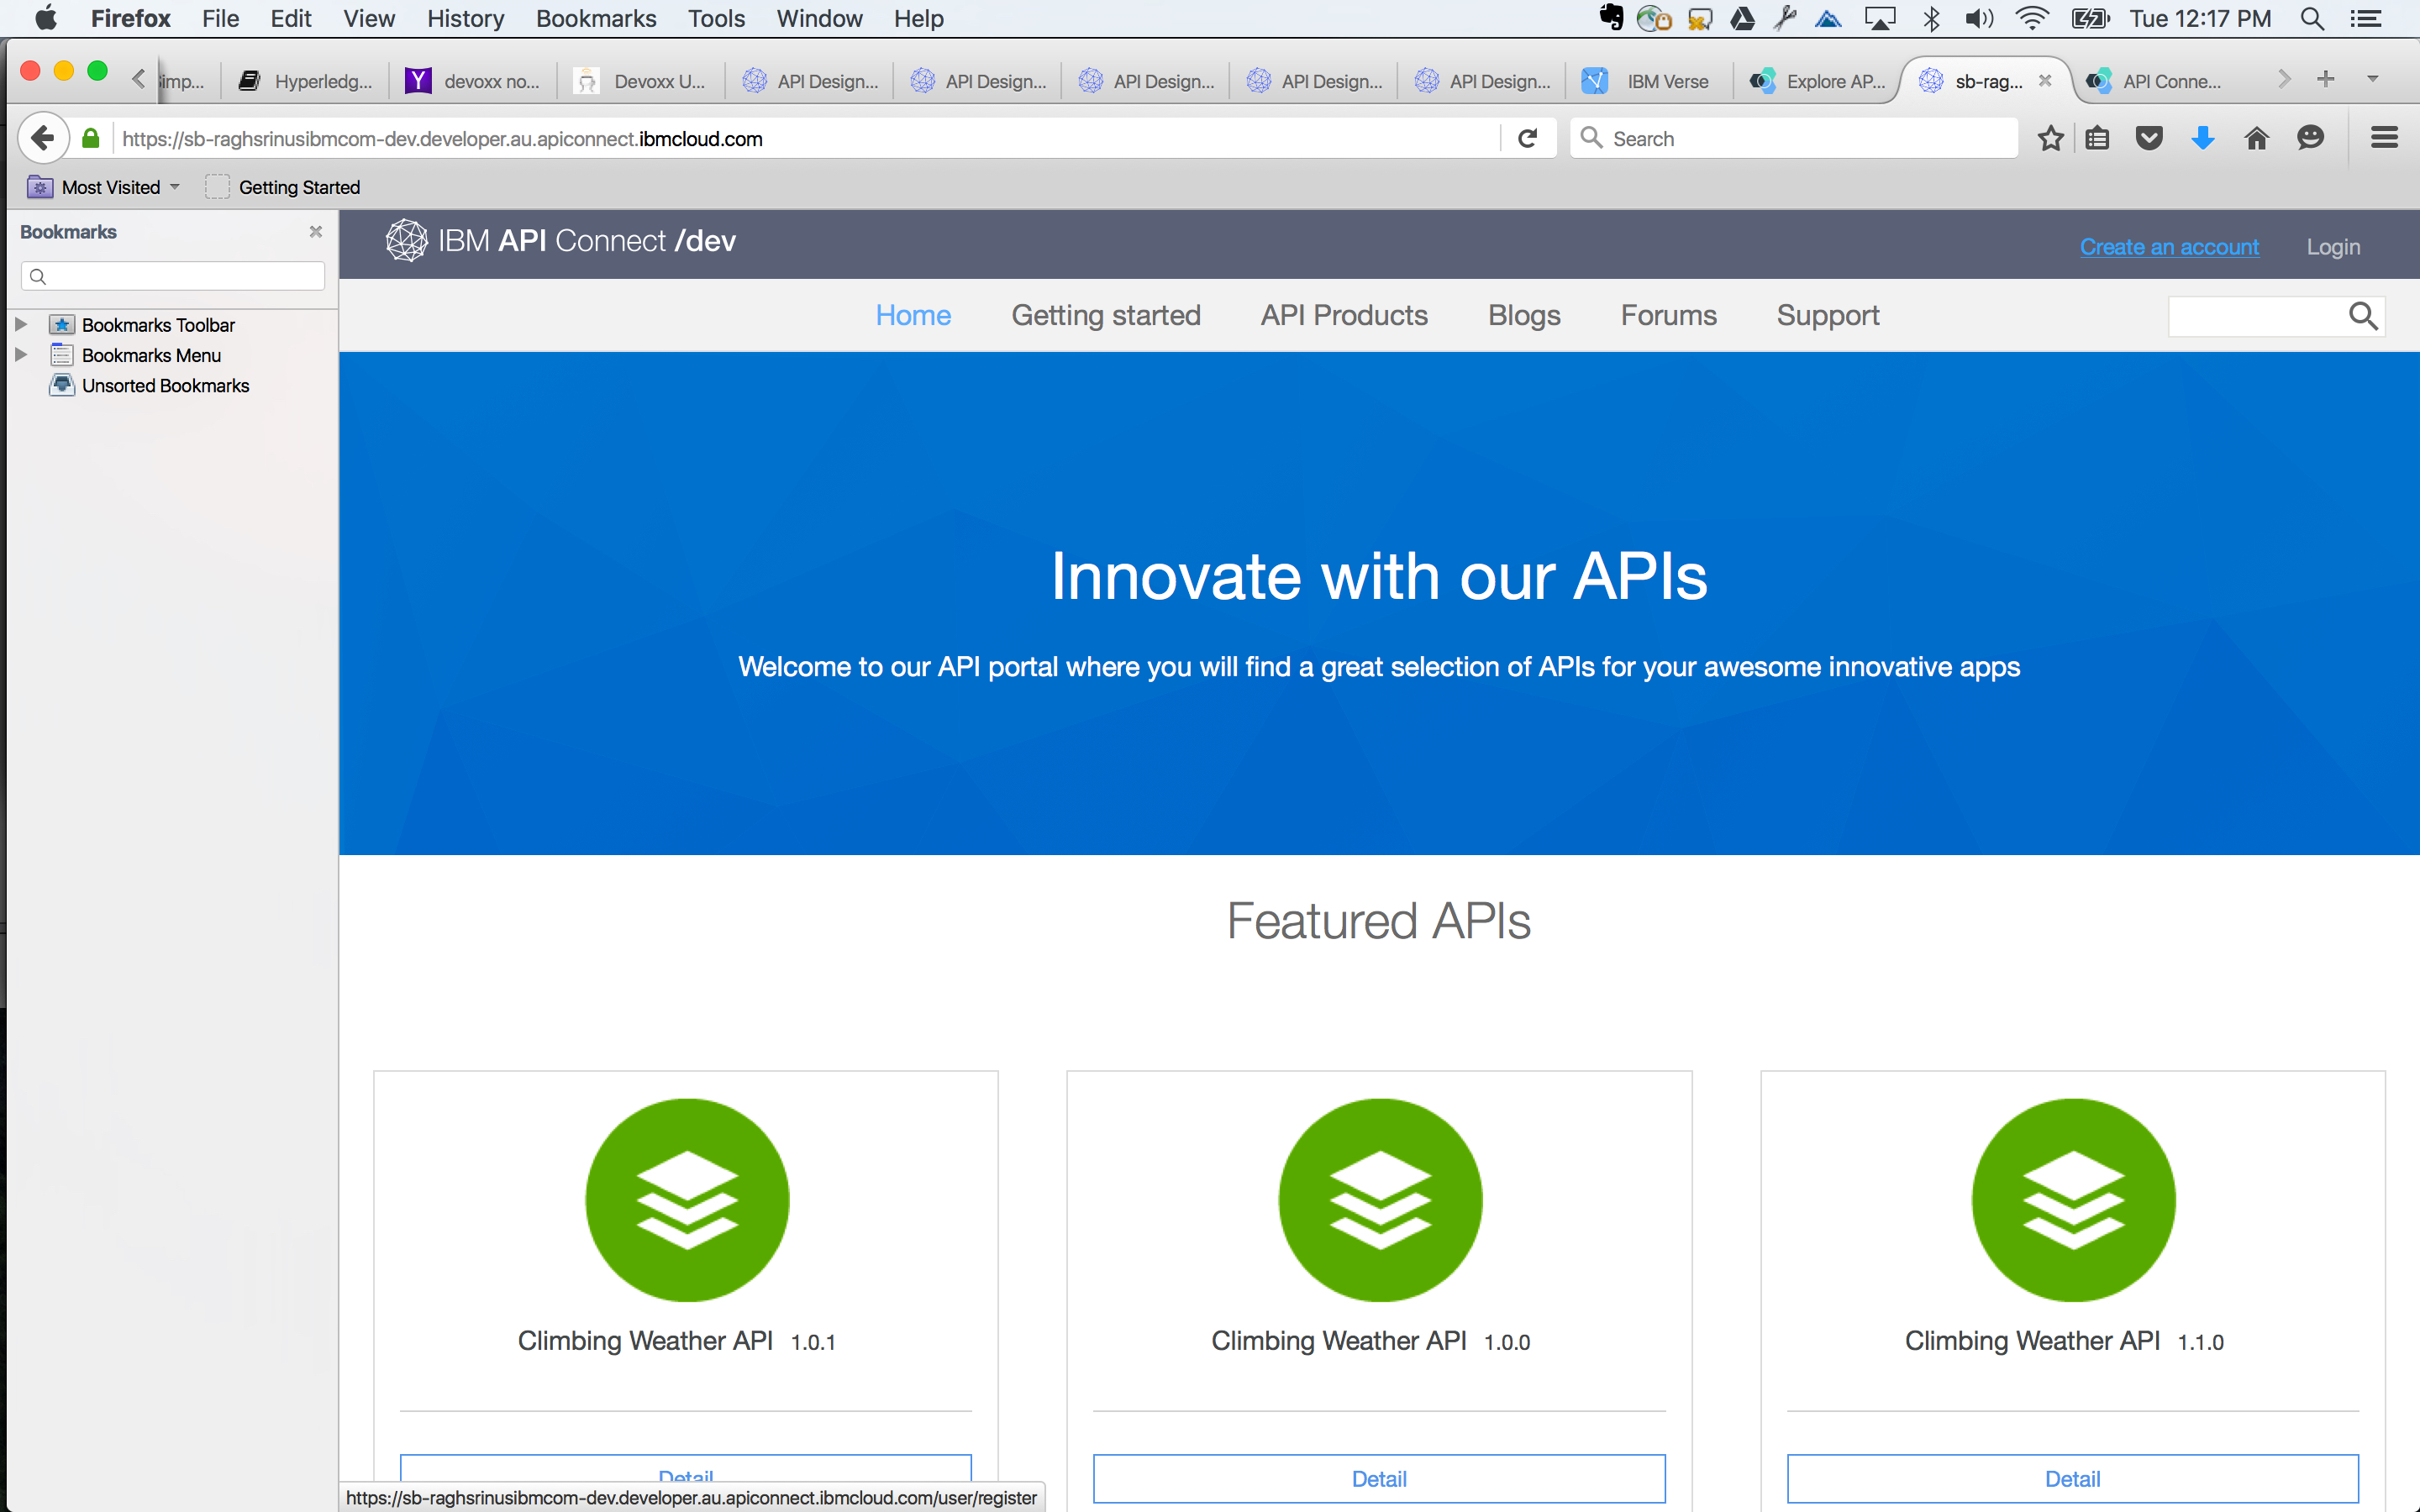 Firefox File Edit View History Bookmarks Tools Window Help Tue 12:17 PM
imp... Hyperledg... devoxx no... Devoxx U... API Design... API Design... API Design... API Design... API Design... IBM Verse Explore AP... sb-rag... API Conne...
https://sb-raghsrinusibmcom-dev.developer.au.apiconnect.ibmcloud.com Search
Most Visited Getting Started
Bookmarks
Bookmarks Toolbar
Bookmarks Menu
Unsorted Bookmarks
IBM API Connect /dev Create an account Login
Home Getting started API Products Blogs Forums Support
Innovate with our APIs
Welcome to our API portal where you will find a great selection of APIs for your awesome innovative apps
Featured APIs
Climbing Weather API 1.0.1 Climbing Weather API 1.0.0 Climbing Weather API 1.1.0
Detail Detail Detail
https://sb-raghsrinusibmcom-dev.developer.au.apiconnect.ibmcloud.com/user/register